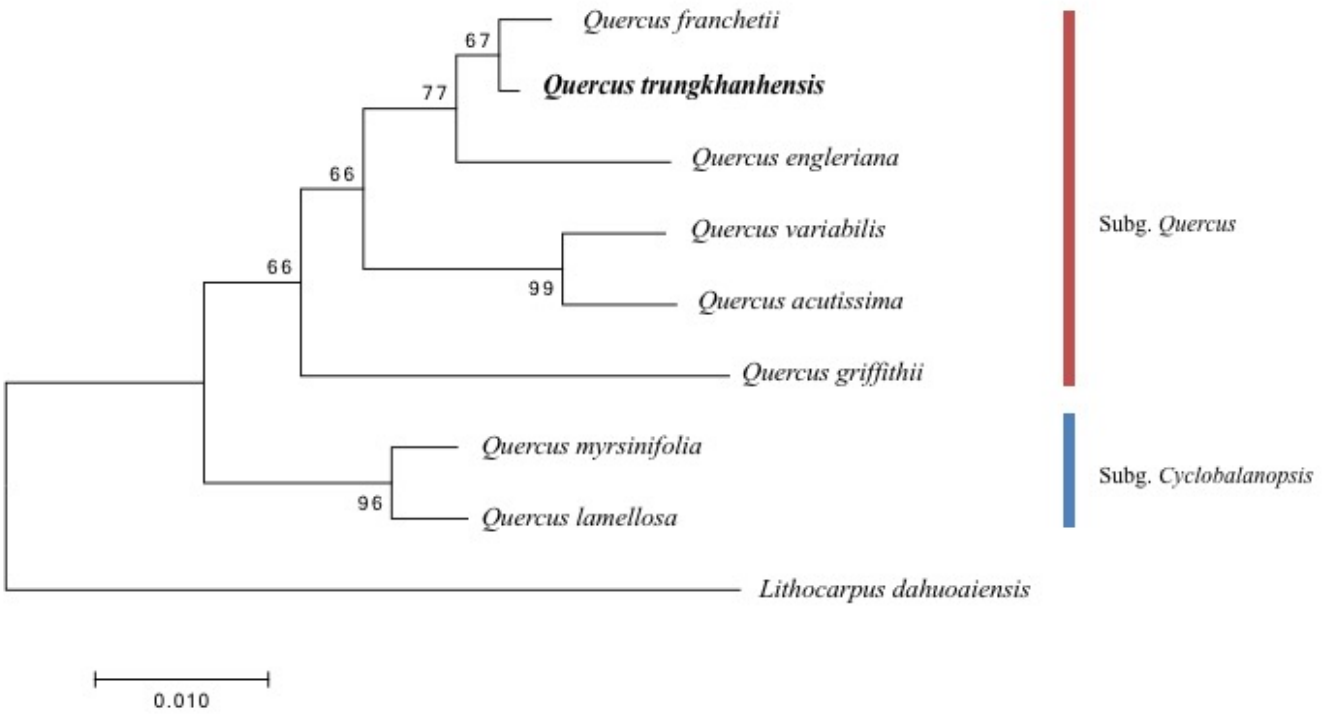 Quercus franchetii
67
Quercus trungkhanhensis
77
Quercus engleriana
66
Quercus variabilis
Subg. Quercus
66
99
Quercus acutissima
Quercus griffithii
Quercus myrsinifolia
Subg. Cyclobalanopsis
96
Quercus lamellosa
Lithocarpus dahuoaiensis
0.010